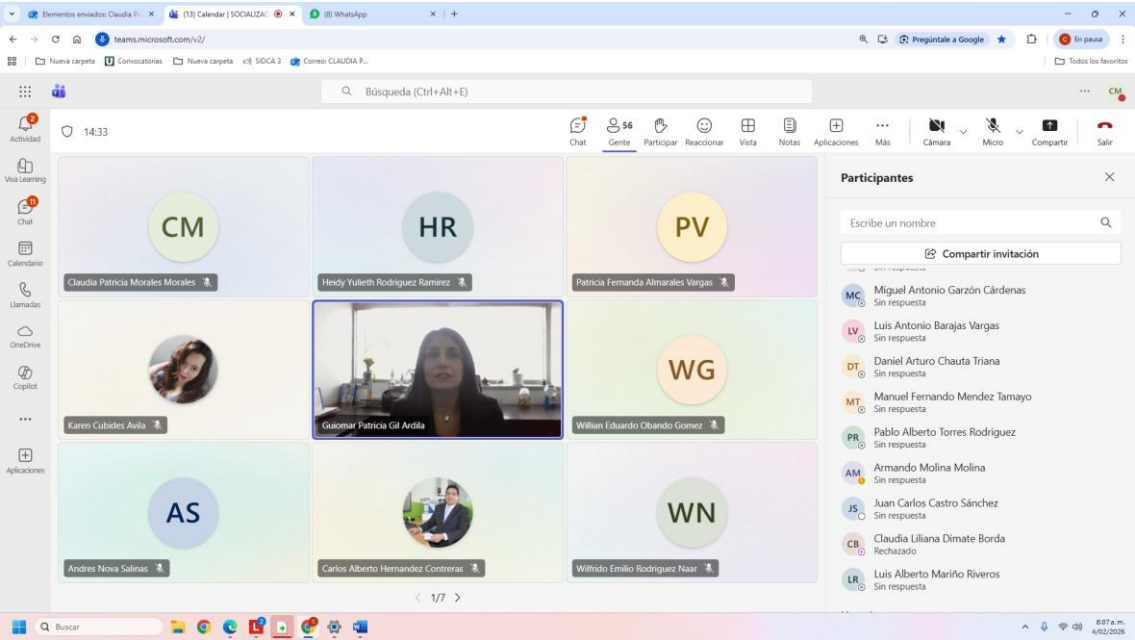 Elementos enviados: Claudia P
(13) Calendar | SOCIALIZAC
(8) WhatsApp
teams.microsoft.com/v2/
Pregúntale a Google
C
En pausa
Nueva carpeta
Convocatorias
Nueva carpeta
SIDCA 3
Correo: CLAUDIA P...
Todos los favoritos
Búsqueda (Ctrl+Alt+E)
CM
2
Actividad
Viva Learning
11
Chat
Calendario
Llamadas
OneDrive
Copilot
Aplicaciones
14:33
Chat
56
Gente
Participar
Reaccionar
Vista
Notas
Aplicaciones
Más
Cámara
Micro
Compartir
Salir
CM
Claudia Patricia Morales Morales
HR
Heidy Yulieth Rodriguez Ramirez
PV
Patricia Fernanda Almarales Vargas
Karen Cubides Avila
Guiomar Patricia Gil Ardila
WG
Willian Eduardo Obando Gomez
AS
Andres Nova Salinas
Carlos Alberto Hernandez Contreras
WN
Wilfrido Emilio Rodriguez Naar
1/7
Participantes
Escribe un nombre
Compartir invitación
MC
Miguel Antonio Garzón Cárdenas
Sin respuesta
LV
Luis Antonio Barajas Vargas
Sin respuesta
DT
Daniel Arturo Chauta Triana
Sin respuesta
MT
Manuel Fernando Mendez Tamayo
Sin respuesta
PR
Pablo Alberto Torres Rodriguez
Sin respuesta
AM
Armando Molina Molina
Sin respuesta
JS
Juan Carlos Castro Sánchez
Sin respuesta
CB
Claudia Liliana Dimate Borda
Rechazado
LR
Luis Alberto Mariño Riveros
Sin respuesta
Buscar
8:07 a. m.
4/02/2026